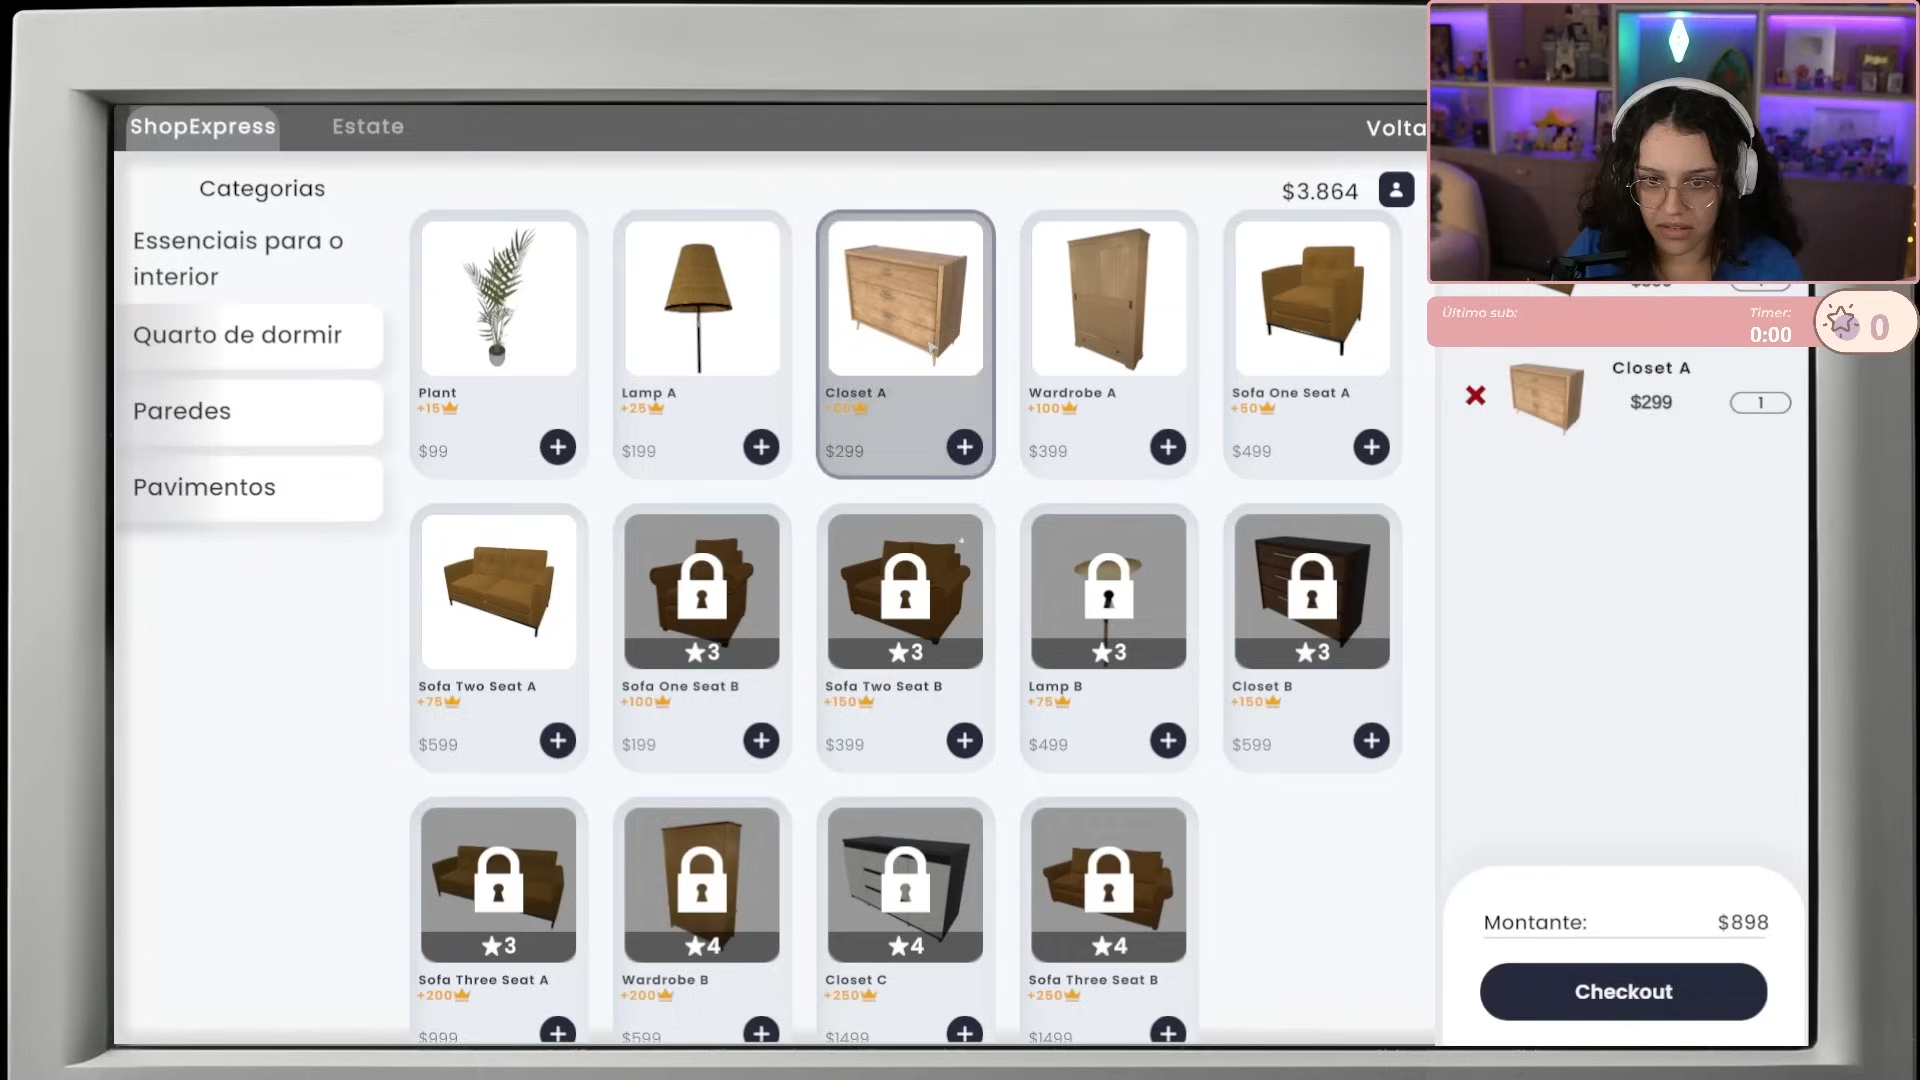 ShopExpress
Estate
Volta
Categorias
$3.864
Essenciais para o
interior
Quarto de dormir
Paredes
Pavimentos
Plant
+15
$99
Lamp A
+25
$199
Closet A
$299
Wardrobe A
+100
$399
Sofa One Seat A
+50
$499
Sofa Two Seat A
+75
$599
★3
Sofa One Seat B
+100
$199
★3
Sofa Two Seat B
+150
$399
★3
Lamp B
+75
$499
★3
Closet B
+150
$599
★3
Sofa Three Seat A
+200
$999
★4
Wardrobe B
+200
$599
★4
Closet C
+250
$1499
★4
Sofa Three Seat B
+250
$1499
Último sub:
Timer:
0:00
0
Closet A
$299
1
Montante:
$898
Checkout